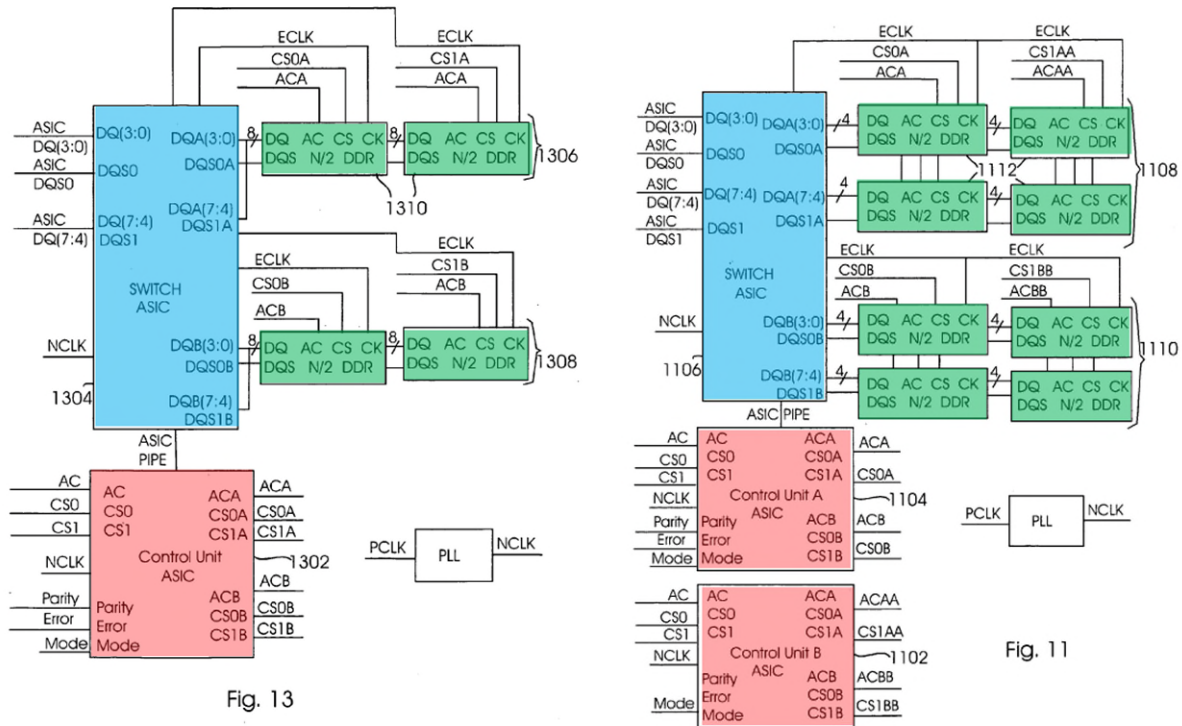 ECLK
ECLK
CS0A
CS1A
ACA
ACA
ASIC
DQ(3:0)
DQ(3:0)
DQA(3:0)
8
DQ AC CS CK
8
DQ AC CS CK
1306
ASIC
DQS0
DQS0
DQS0A
DQS N/2 DDR
DQS N/2 DDR
1310
ASIC
DQ(7:4)
DQ(7:4)
DQA(7:4)
DQS1
DQS1A
ECLK
ECLK
CS1B
SWITCH
ASIC
CS0B
ACB
ACB
NCLK
DQB(3:0)
8
DQ AC CS CK
8
DQ AC CS CK
1308
DQS0B
DQS N/2 DDR
DQS N/2 DDR
1304
DQB(7:4)
DQS1B
ASIC
PIPE
AC
AC
ACA
ACA
CS0
CS0
CS0A
CS0A
CS1
CS1
CS1A
CS1A
Control Unit
ASIC
1302
NCLK
ACB
ACB
Parity
Parity
CS0B
CS0B
Error
Error
CS1B
CS1B
Mode
Mode
PCLK
PLL
NCLK
Fig. 13
ECLK
ECLK
CS0A
CS1AA
ACA
ACAA
ASIC
DQ(3:0)
DQ(3:0)
DQA(3:0)
4
DQ AC CS CK
4
DQ AC CS CK
ASIC
DQS0
DQS0
DQS0A
DQS N/2 DDR
DQS N/2 DDR
1112
1108
ASIC
DQ(7:4)
DQ(7:4)
DQA(7:4)
4
DQ AC CS CK
4
DQ AC CS CK
ASIC
DQS1
DQS1
DQS1A
DQS N/2 DDR
DQS N/2 DDR
ECLK
ECLK
SWITCH
ASIC
CS0B
CS1BB
ACB
ACBB
NCLK
DQB(3:0)
4
DQ AC CS CK
4
DQ AC CS CK
DQS0B
DQS N/2 DDR
DQS N/2 DDR
1110
1106
DQB(7:4)
4
DQ AC CS CK
4
DQ AC CS CK
DQS1B
DQS N/2 DDR
DQS N/2 DDR
ASIC PIPE
AC
AC
ACA
ACA
CS0
CS0
CS0A
CS1
CS1
CS1A
CS0A
NCLK
Control Unit A
ASIC
1104
Parity
Parity
ACB
ACB
Error
Error
CS0B
CS0B
Mode
Mode
CS1B
PCLK
PLL
NCLK
AC
AC
ACA
ACAA
CS0
CS0
CS0A
CS1
CS1
CS1A
CS1AA
NCLK
Control Unit B
ASIC
1102
Parity
ACB
ACBB
Error
CS0B
Mode
Mode
CS1B
CS1BB
Fig. 11